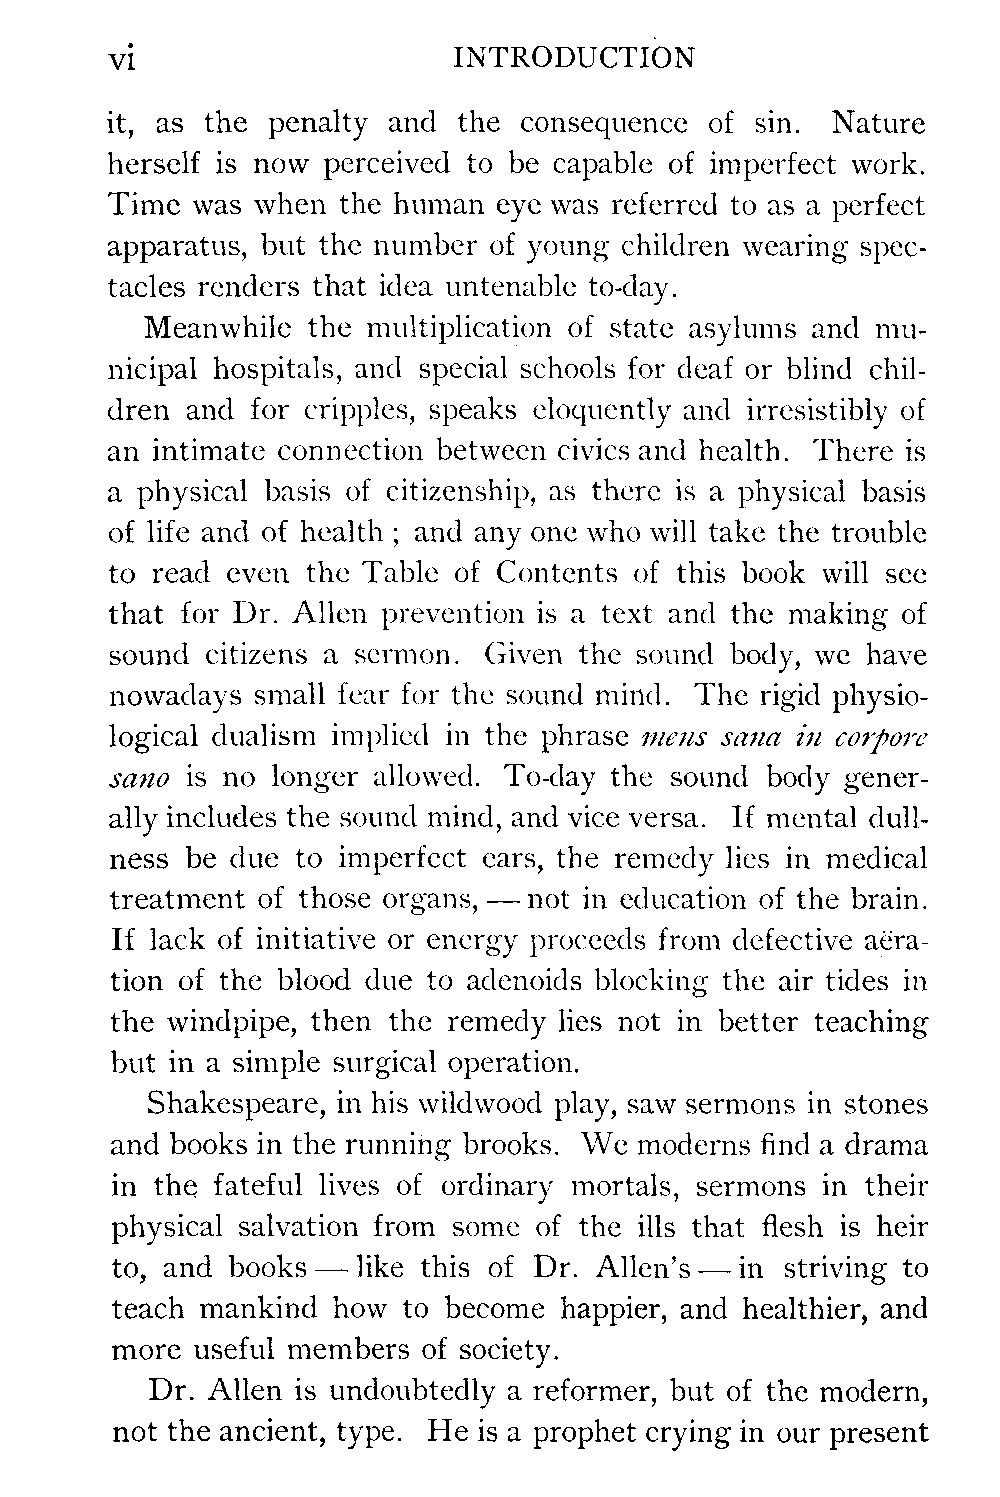 vi INTRODUCTION
it, as the penalty and the consequence of sin. Nature
herself is now perceived to be capable of imperfect work.
Time was when the human eye was referred to as a perfect
apparatus, but the number of young children wearing spec-
tacles renders that idea untenable to-day.
Meanwhile the multiplication of state asylums and mu-
nicipal hospitals, and special schools for deaf or blind chil-
dren and for cripples, speaks eloquently and irresistibly of
an intimate connection between civics and health. There is
a physical basis of citizenship, as there is a physical basis
of life and of health ; and any one who will take the trouble
to read even the Table of Contents of this book will see
that for Dr. Allen prevention is a text and the making of
sound citizens a sermon. Given the sound body, we have
nowadays small fear for the sound mind. The rigid physio-
logical dualism implied in the phrase mens sana in corpore
sano is no longer allowed. To-day the sound body gener-
ally includes the sound mind, and vice versa. If mental dull-
ness be due to imperfect ears, the remedy lies in medical
treatment of those organs, — not in education of the brain.
If lack of initiative or energy proceeds from defective aëra-
tion of the blood due to adenoids blocking the air tides in
the windpipe, then the remedy lies not in better teaching
but in a simple surgical operation.
Shakespeare, in his wildwood play, saw sermons in stones
and books in the running brooks. We moderns find a drama
in the fateful lives of ordinary mortals, sermons in their
physical salvation from some of the ills that flesh is heir
to, and books — like this of Dr. Allen's — in striving to
teach mankind how to become happier, and healthier, and
more useful members of society.
Dr. Allen is undoubtedly a reformer, but of the modern,
not the ancient, type. He is a prophet crying in our present